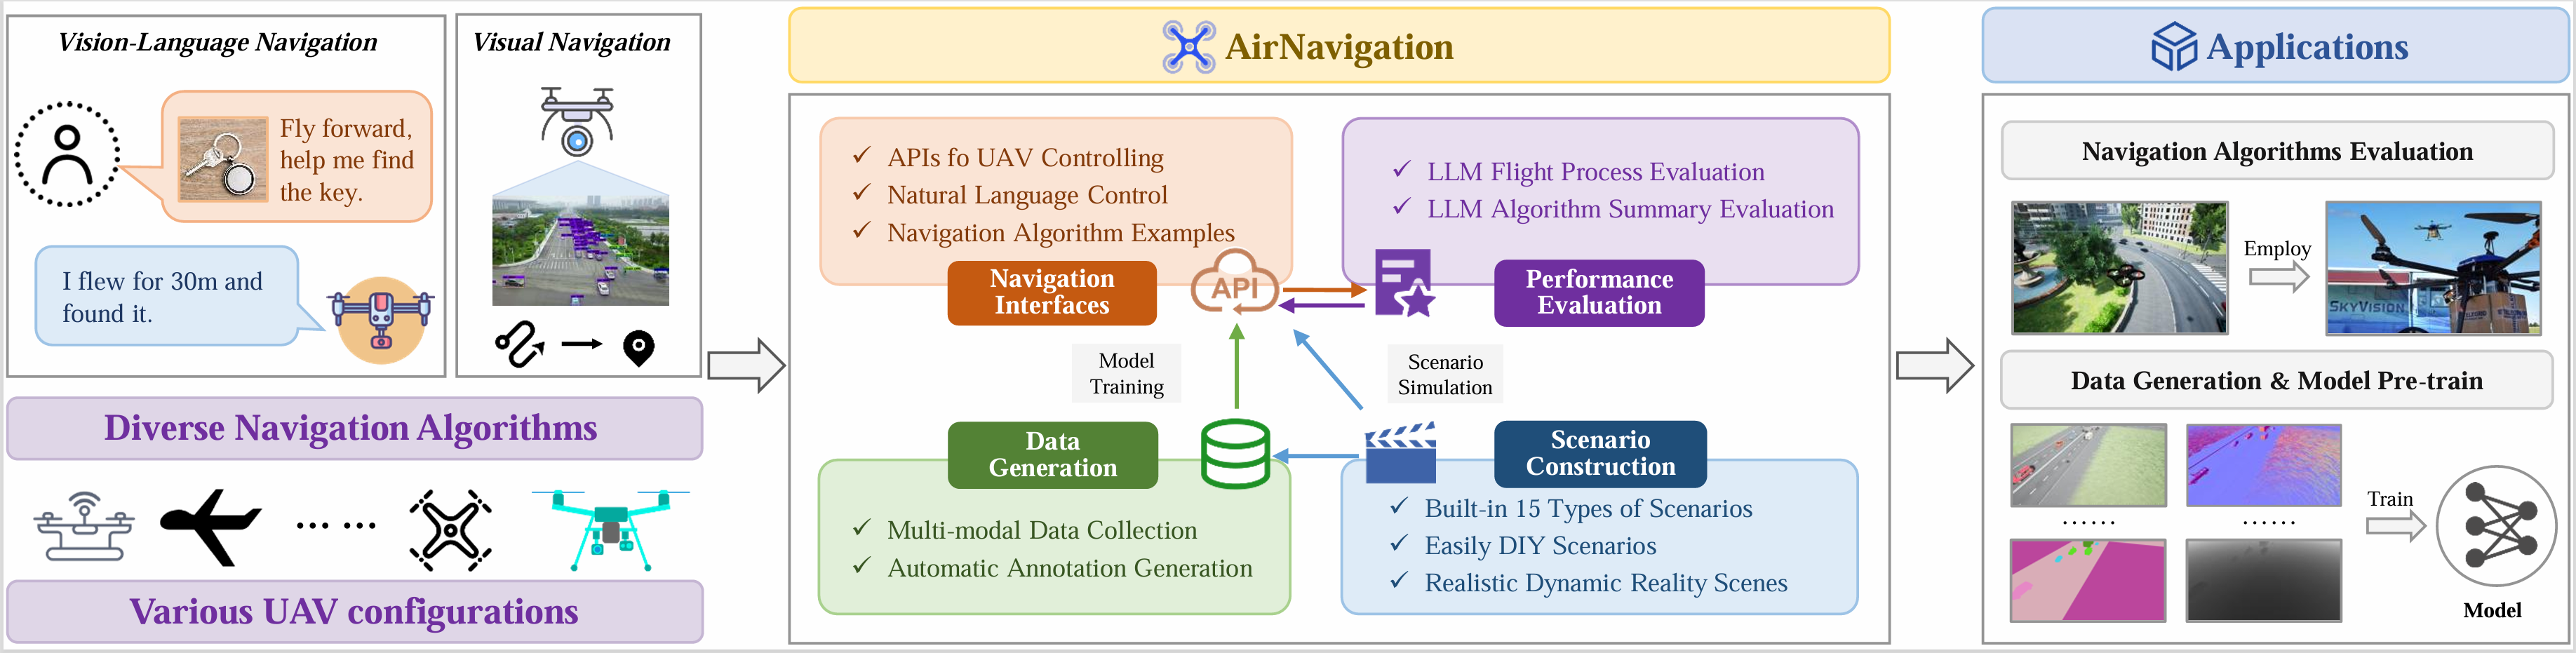 Vision-Language Navigation
Fly forward,
help me find
the key.
I flew for 30m and
found it.
Visual Navigation
Diverse Navigation Algorithms
... ...
Various UAV configurations
AirNavigation
✓ APIs fo UAV Controlling
✓ Natural Language Control
✓ Navigation Algorithm Examples
Navigation
Interfaces
API
✓ LLM Flight Process Evaluation
✓ LLM Algorithm Summary Evaluation
Performance
Evaluation
Model
Training
Scenario
Simulation
Data
Generation
✓ Multi-modal Data Collection
✓ Automatic Annotation Generation
Scenario
Construction
✓ Built-in 15 Types of Scenarios
✓ Easily DIY Scenarios
✓ Realistic Dynamic Reality Scenes
Applications
Navigation Algorithms Evaluation
Employ
SKYVISION
Data Generation & Model Pre-train
......
......
Train
Model